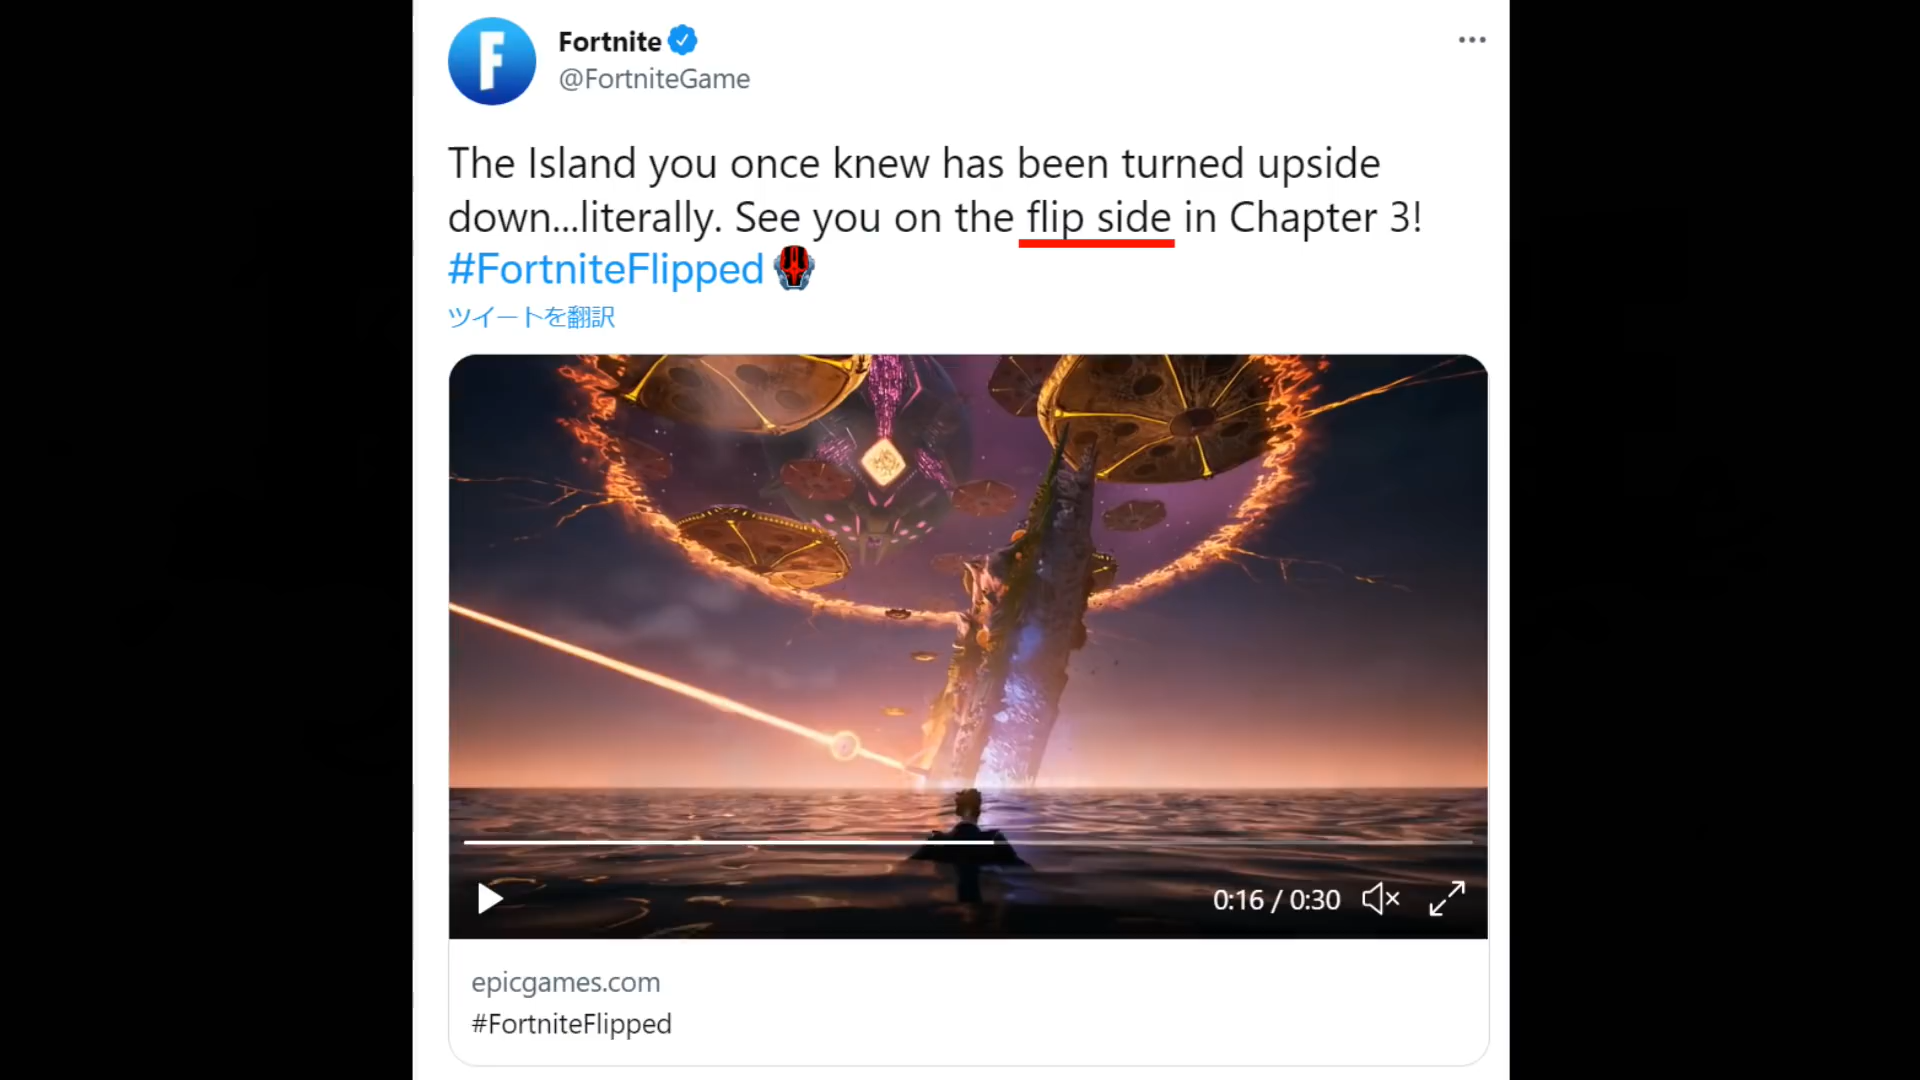 Fortnite
@FortniteGame
The Island you once knew has been turned upside
down...literally. See you on the flip side in Chapter 3!
#FortniteFlipped
ツイートを翻訳
0:16 / 0:30
epicgames.com
#FortniteFlipped